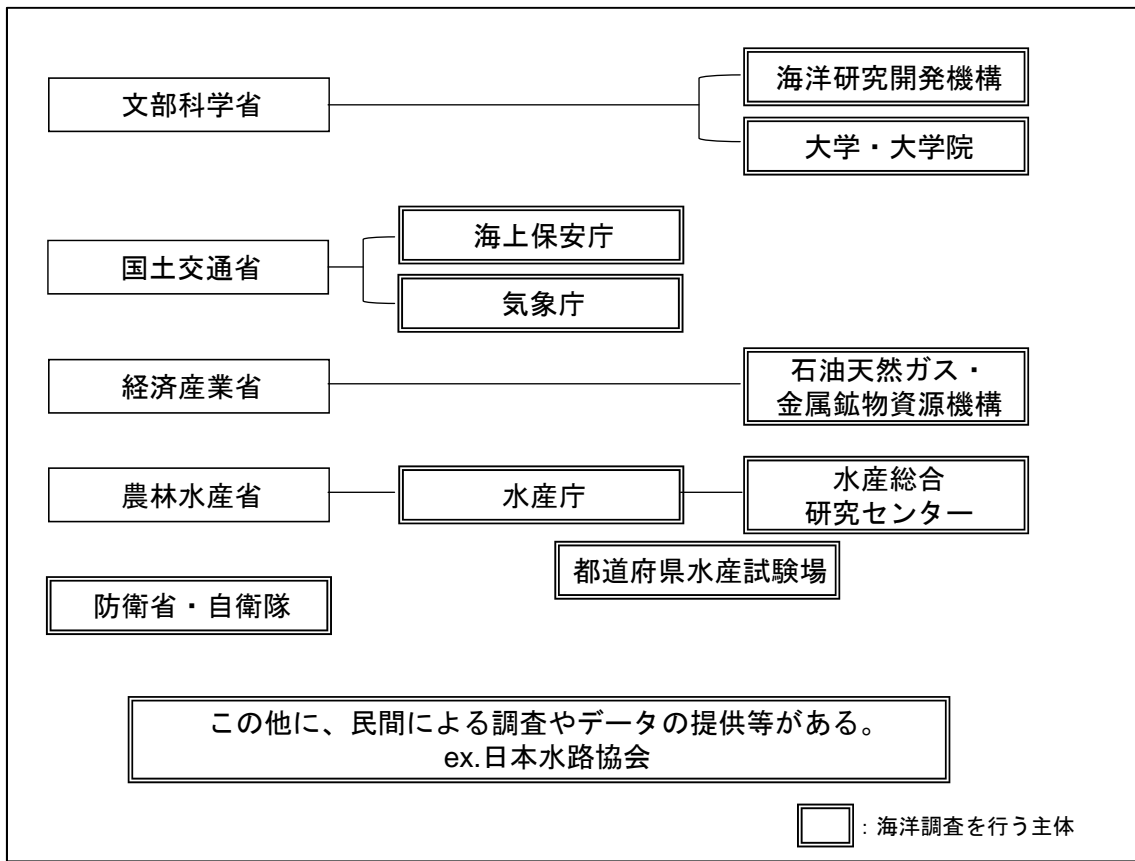 文部科学省
海洋研究開発機構
大学・大学院
国土交通省
海上保安庁
気象庁
経済産業省
石油天然ガス・
金属鉱物資源機構
農林水産省
水産庁
水産総合
研究センター
都道府県水産試験場
防衛省・自衛隊
この他に、民間による調査やデータの提供等がある。
ex.日本水路協会
:海洋調査を行う主体